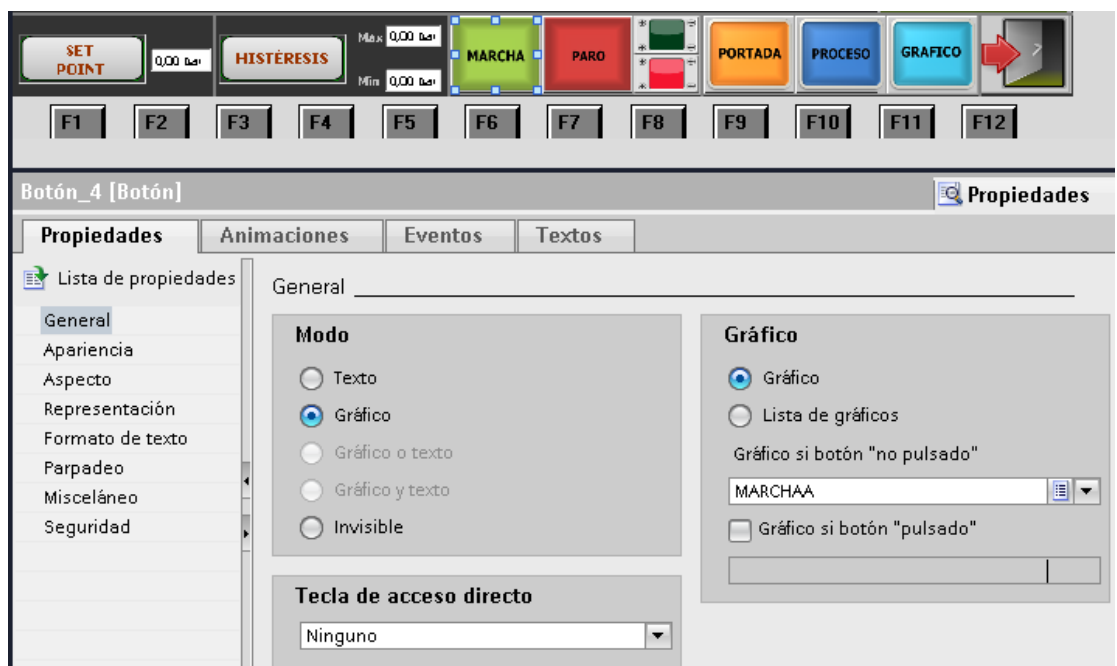 SET
POINT
0,00 bar
HISTÉRESIS
Max 0,00 bar
Min 0,00 bar
MARCHA
PARO
PORTADA
PROCESO
GRAFICO
F1 F2 F3 F4 F5 F6 F7 F8 F9 F10 F11 F12
Botón_4 [Botón]
Propiedades
Propiedades Animaciones Eventos Textos
Lista de propiedades
General
Apariencia
Aspecto
Representación
Formato de texto
Parpadeo
Misceláneo
Seguridad
General
Modo
Texto
Gráfico
Gráfico o texto
Gráfico y texto
Invisible
Tecla de acceso directo
Ninguno
Gráfico
Gráfico
Lista de gráficos
Gráfico si botón "no pulsado"
MARCHAA
Gráfico si botón "pulsado"